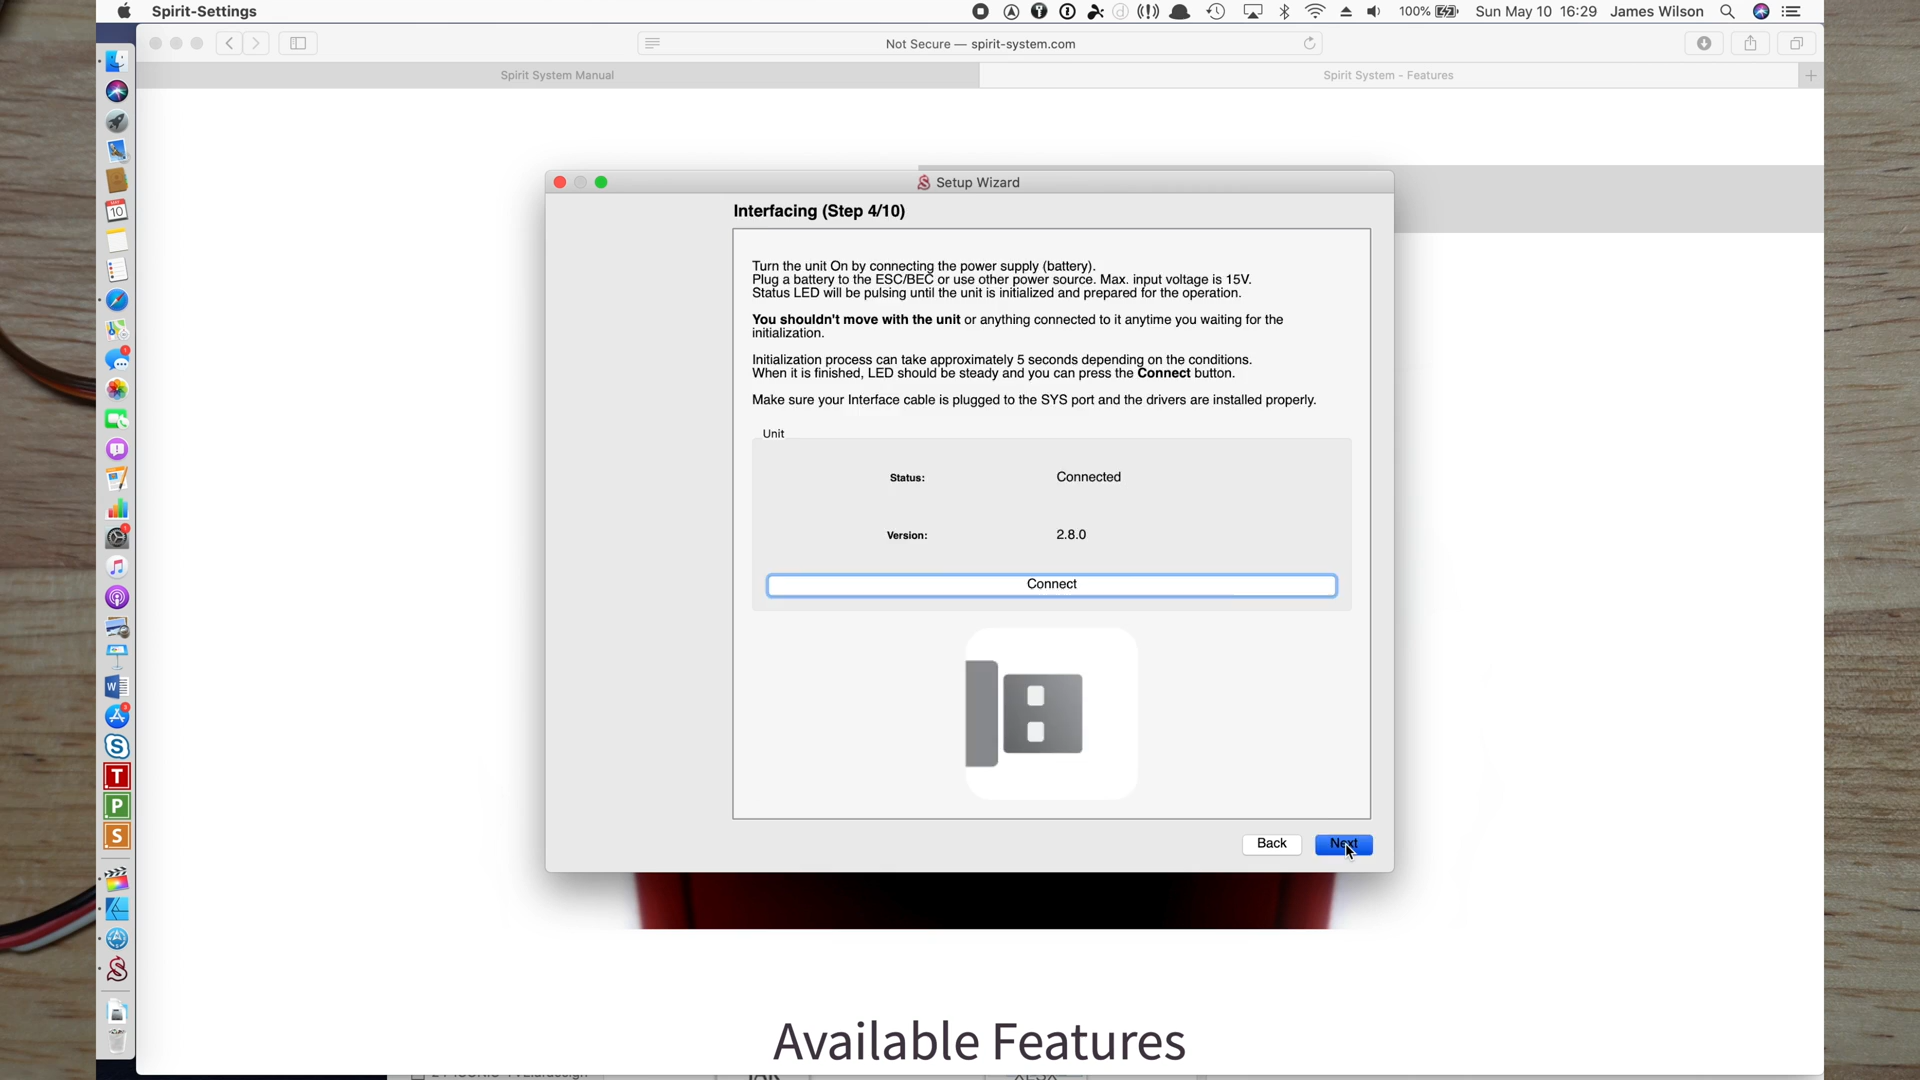 Spirit-Settings
100%
Sun May 10 16:29
James Wilson
Not Secure — spirit-system.com
Spirit System Manual
Spirit System - Features
Setup Wizard
Interfacing (Step 4/10)
Turn the unit On by connecting the power supply (battery).
Plug a battery to the ESC/BEC or use other power source. Max. input voltage is 15V.
Status LED will be pulsing until the unit is initialized and prepared for the operation.
You shouldn't move with the unit or anything connected to it anytime you waiting for the
initialization.
Initialization process can take approximately 5 seconds depending on the conditions.
When it is finished, LED should be steady and you can press the Connect button.
Make sure your Interface cable is plugged to the SYS port and the drivers are installed properly.
Unit
Status: Connected
Version: 2.8.0
Connect
Back
Next
Available Features
10
W
S
T
P
S